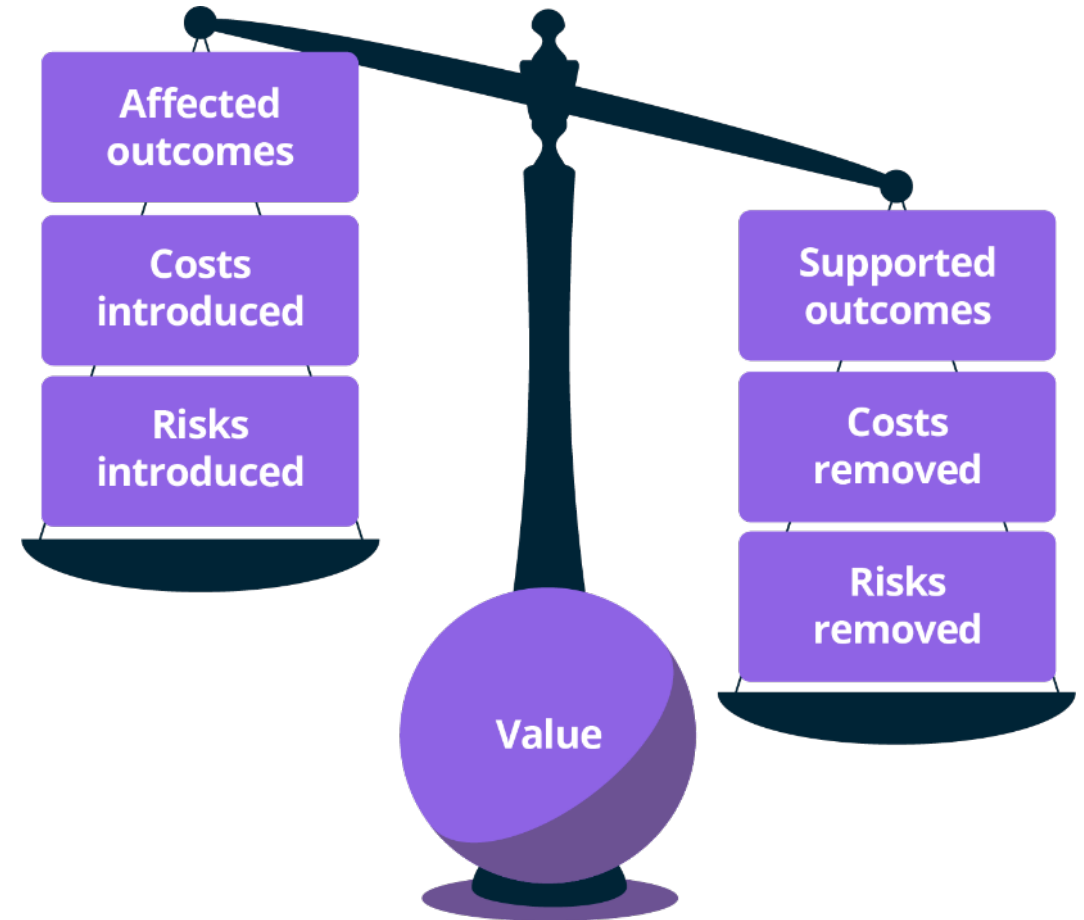 Affected
outcomes
Costs
introduced
Risks
introduced
Supported
outcomes
Costs
removed
Risks
removed
Value